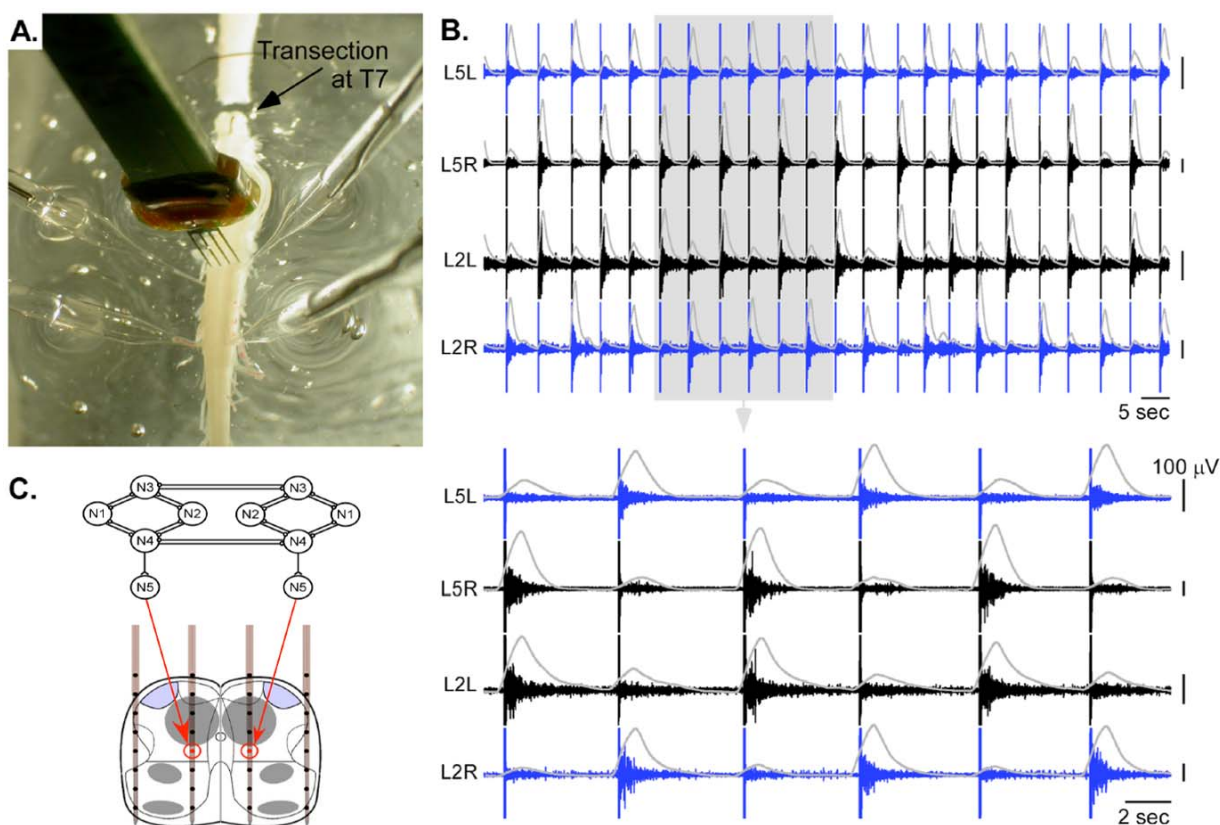 A.
Transection
at T7
B.
L5L
L5R
L2L
L2R
5 sec
L5L
100 μV
L5R
L2L
L2R
2 sec
C.
N3 N3
N1 N2 N2 N1
N4 N4
N5 N5